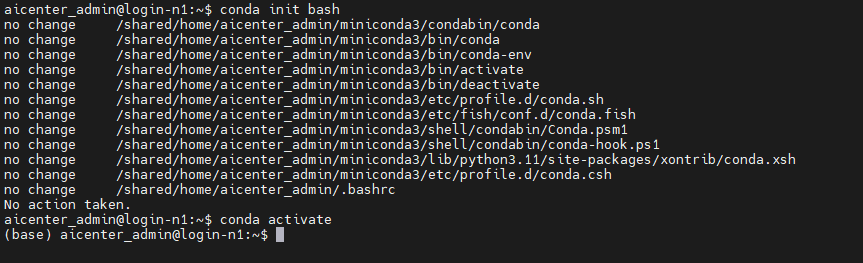 aicenter_admin@login-n1:~$ conda init bash
no change     /shared/home/aicenter_admin/miniconda3/condabin/conda
no change     /shared/home/aicenter_admin/miniconda3/bin/conda
no change     /shared/home/aicenter_admin/miniconda3/bin/conda-env
no change     /shared/home/aicenter_admin/miniconda3/bin/activate
no change     /shared/home/aicenter_admin/miniconda3/bin/deactivate
no change     /shared/home/aicenter_admin/miniconda3/etc/profile.d/conda.sh
no change     /shared/home/aicenter_admin/miniconda3/etc/fish/conf.d/conda.fish
no change     /shared/home/aicenter_admin/miniconda3/shell/condabin/Conda.psm1
no change     /shared/home/aicenter_admin/miniconda3/shell/condabin/conda-hook.ps1
no change     /shared/home/aicenter_admin/miniconda3/lib/python3.11/site-packages/xontrib/conda.xsh
no change     /shared/home/aicenter_admin/miniconda3/etc/profile.d/conda.csh
no change     /shared/home/aicenter_admin/.bashrc
No action taken.
aicenter_admin@login-n1:~$ conda activate
(base) aicenter_admin@login-n1:~$